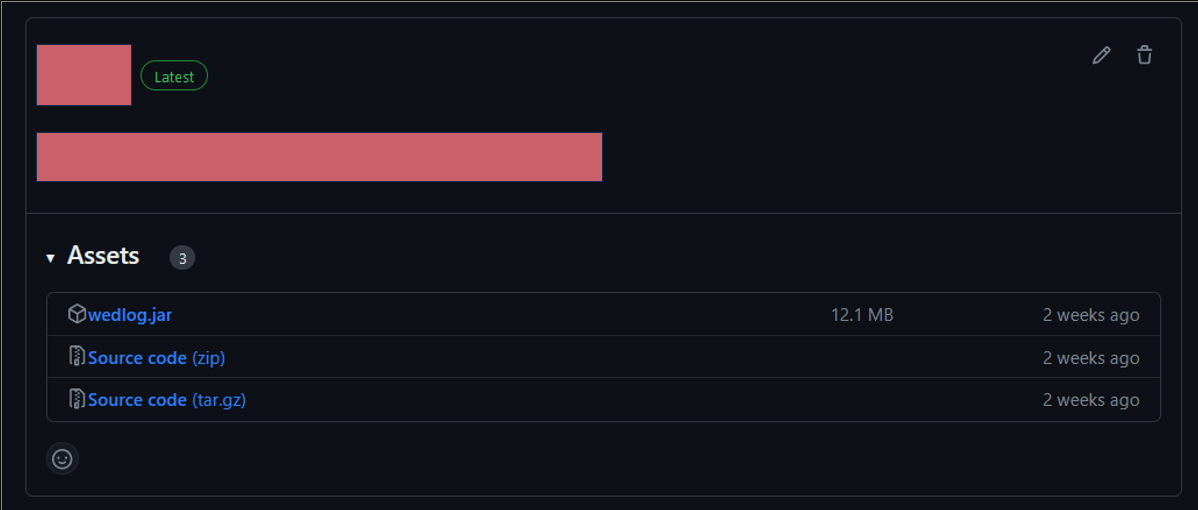 Latest
Assets 3
wedlog.jar 12.1 MB 2 weeks ago
Source code (zip) 2 weeks ago
Source code (tar.gz) 2 weeks ago